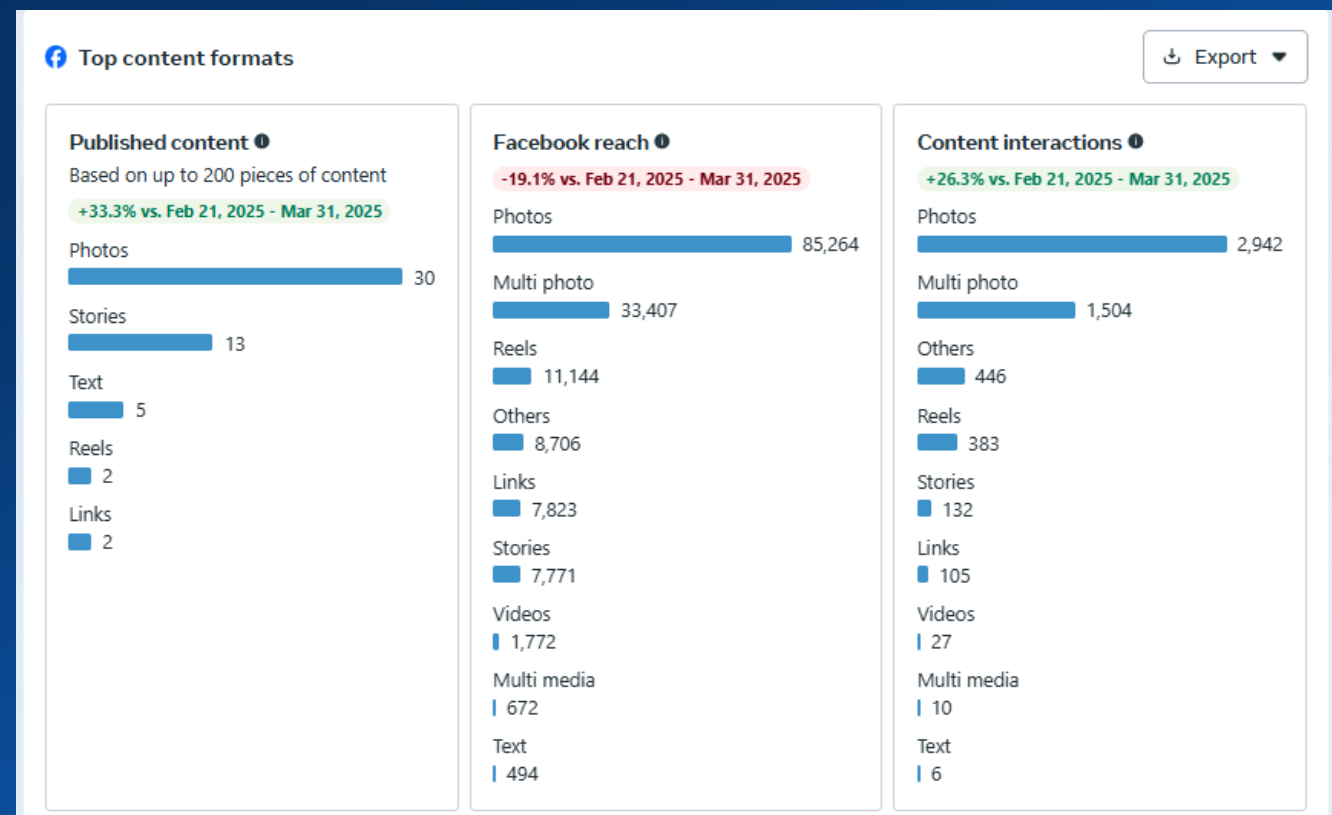 Top content formats
Export
Published content
Based on up to 200 pieces of content
+33.3% vs. Feb 21, 2025 - Mar 31, 2025
Photos
30
Stories
13
Text
5
Reels
2
Links
2
Facebook reach
-19.1% vs. Feb 21, 2025 - Mar 31, 2025
Photos
85,264
Multi photo
33,407
Reels
11,144
Others
8,706
Links
7,823
Stories
7,771
Videos
1,772
Multi media
672
Text
494
Content interactions
+26.3% vs. Feb 21, 2025 - Mar 31, 2025
Photos
2,942
Multi photo
1,504
Others
446
Reels
383
Stories
132
Links
105
Videos
27
Multi media
10
Text
6